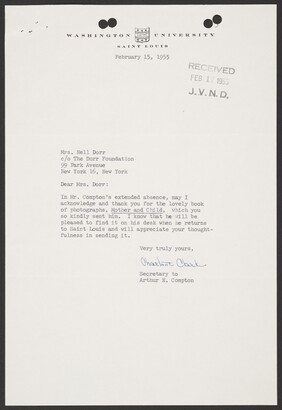 WASHINGTON UNIVERSITY
SAINT LOUIS
February 15, 1955
RECEIVED
FEB 17 1955
J.V.N.D.
Mrs. Nell Dorr
c/o The Dorr Foundation
99 Park Avenue
New York 16, New York
Dear Mrs. Dorr:
In Mr. Compton's extended absence, may I
acknowledge and thank you for the lovely book
of photographs, Mother and Child, which you
so kindly sent him. I know that he will be
pleased to find it on his desk when he returns
to Saint Louis and will appreciate your thought-
fulness in sending it.
Very truly yours,
Secretary to
Arthur H. Compton